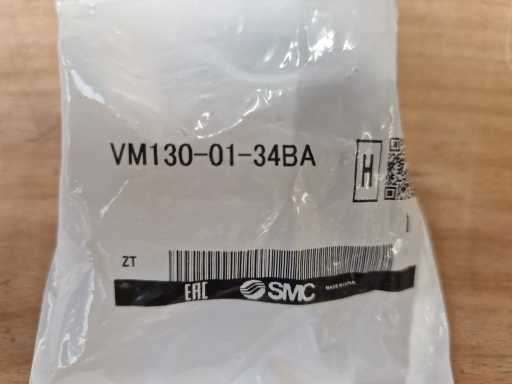 VM130-01-34BA
H
ZT
EAC SMC